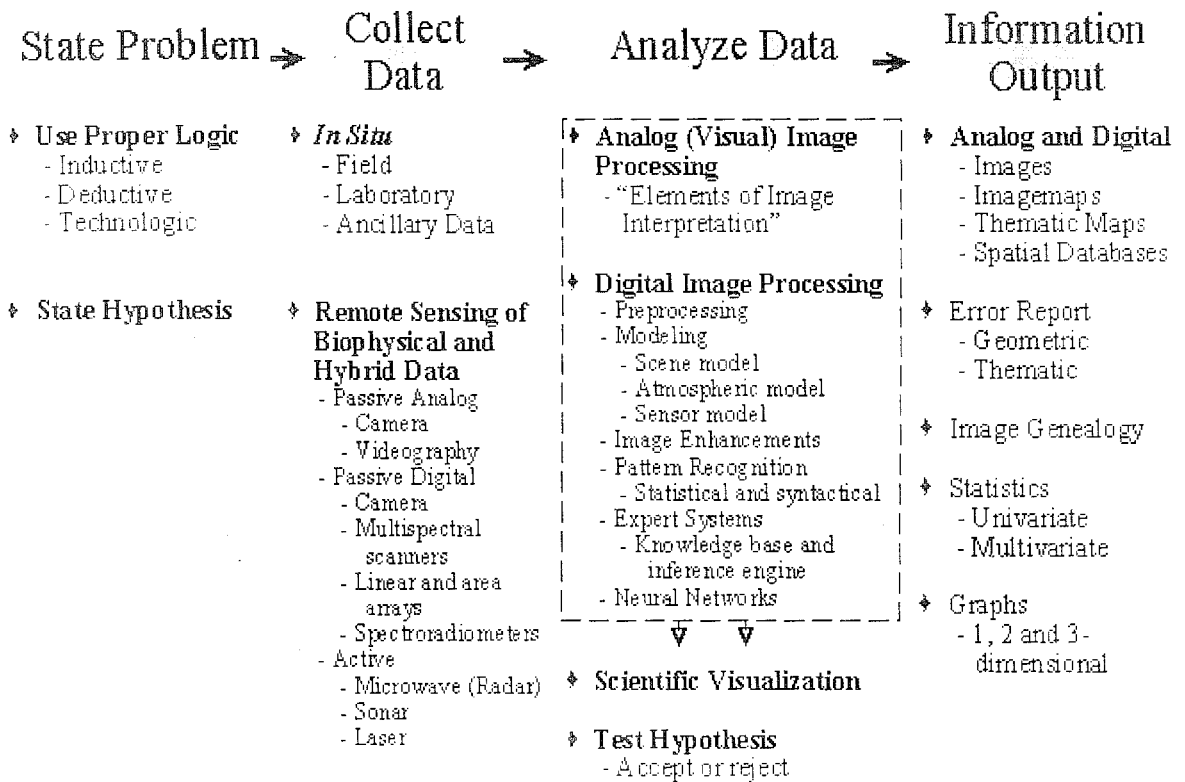 State Problem
Collect
Data
Analyze Data
Information
Output
Use Proper Logic
- Inductive
- Deductive
- Technologic
State Hypothesis
In Situ
- Field
- Laboratory
- Ancillary Data
Remote Sensing of
Biophysical and
Hybrid Data
- Passive Analog
- Camera
- Videography
- Passive Digital
- Camera
- Multispectral
scanners
- Linear and area
arrays
- Spectroradiometers
- Active
- Microwave (Radar)
- Sonar
- Laser
Analog (Visual) Image
Processing
- “Elements of Image
Interpretation”
Digital Image Processing
- Preprocessing
- Modeling
- Scene model
- Atmospheric model
- Sensor model
- Image Enhancements
- Pattern Recognition
- Statistical and syntactical
- Expert Systems
- Knowledge base and
inference engine
- Neural Networks
Scientific Visualization
Test Hypothesis
- Accept or reject
Analog and Digital
- Images
- Imagemaps
- Thematic Maps
- Spatial Databases
Error Report
- Geometric
- Thematic
Image Genealogy
Statistics
- Univariate
- Multivariate
Graphs
- 1, 2 and 3-
dimensional